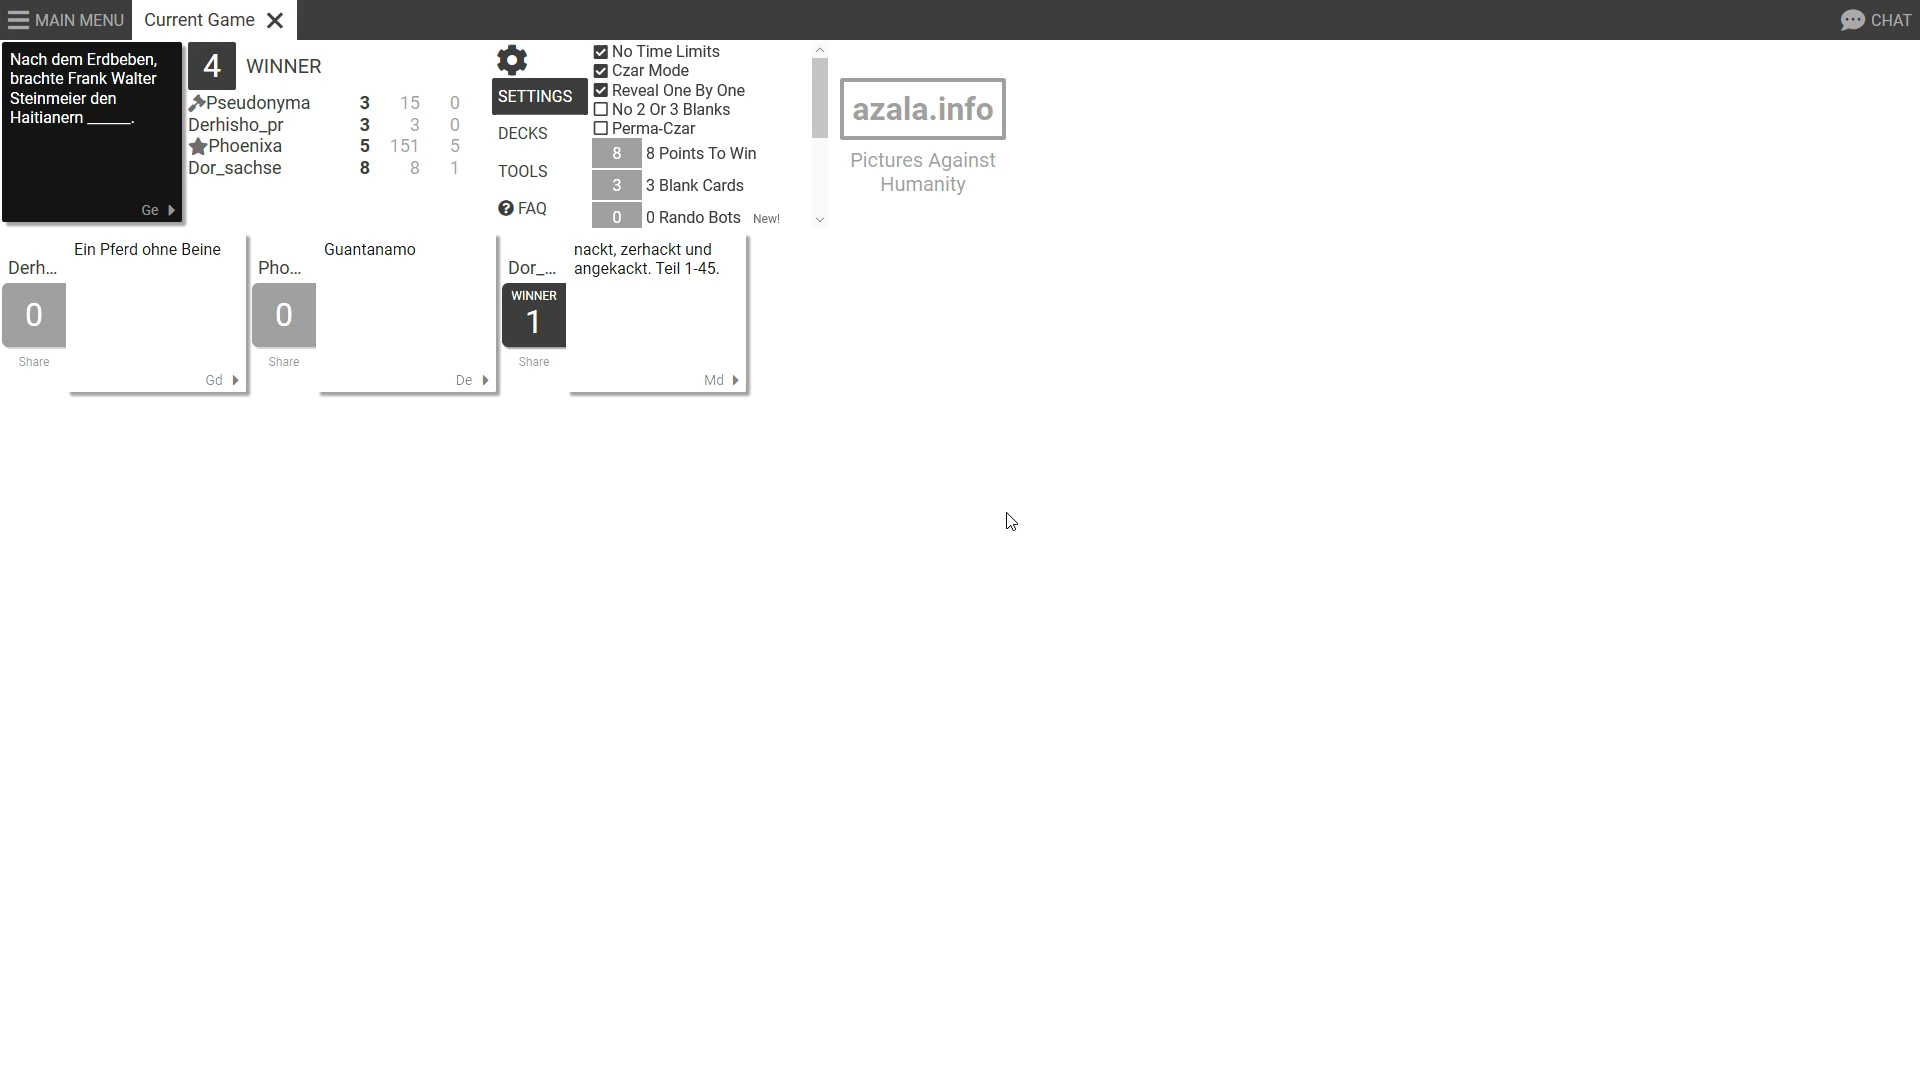 MAIN MENU
Current Game
CHAT
Nach dem Erdbeben,
brachte Frank Walter
Steinmeier den
Haitianern ______.
Ge
4 WINNER
Pseudonyma 3 15 0
Derhisho_pr 3 3 0
Phoenixa 5 151 5
Dor_sachse 8 8 1
SETTINGS
DECKS
TOOLS
FAQ
No Time Limits
Czar Mode
Reveal One By One
No 2 Or 3 Blanks
Perma-Czar
8 8 Points To Win
3 3 Blank Cards
0 0 Rando Bots New!
azala.info
Pictures Against
Humanity
Derh...
0
Share
Ein Pferd ohne Beine
Gd
Pho...
0
Share
Guantanamo
De
Dor_...
WINNER
1
Share
nackt, zerhackt und
angekackt. Teil 1-45.
Md